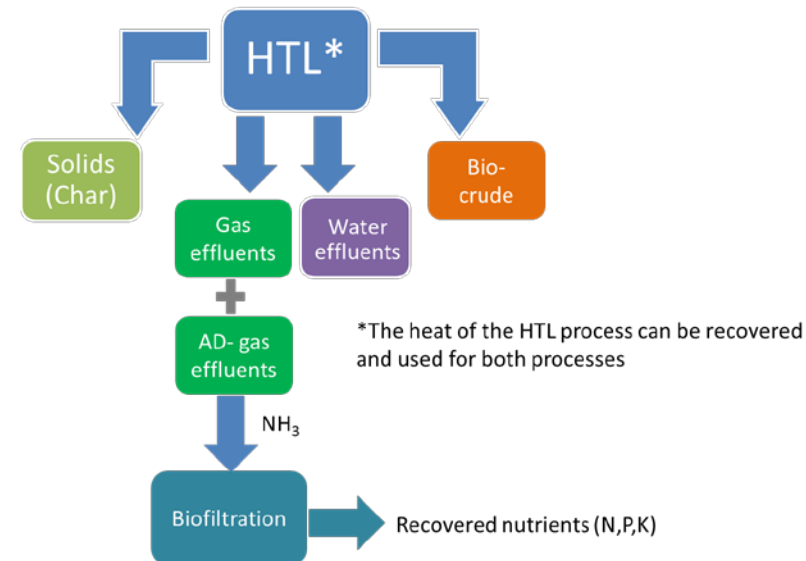 HTL*
Solids
(Char)
Bio-
crude
Gas
effluents
Water
effluents
AD- gas
effluents
*The heat of the HTL process can be recovered
and used for both processes
NH₃
Biofiltration
Recovered nutrients (N,P,K)